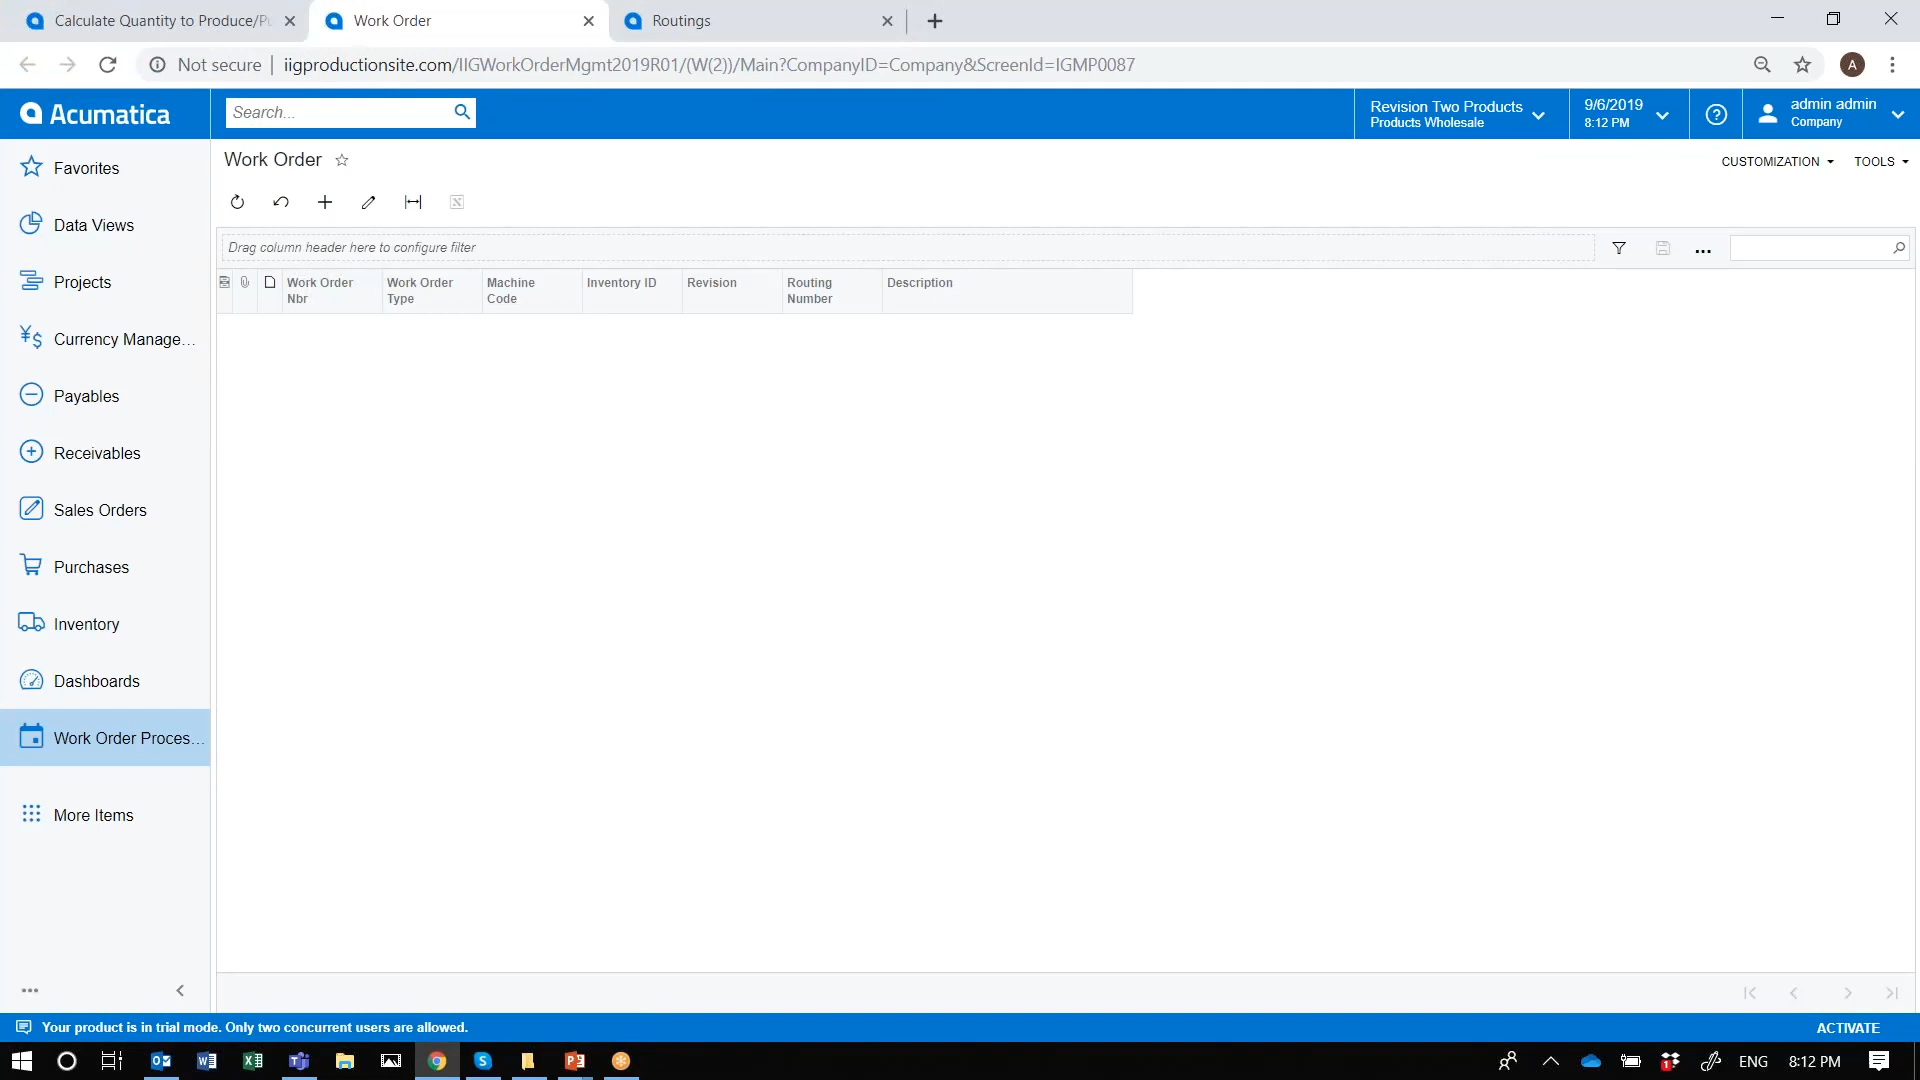 Calculate Quantity to Produce/Pu
Work Order
Routings
Not secure
iigproductionsite.com/IIGWorkOrderMgmt2019R01/(W(2))/Main?CompanyID=Company&ScreenId=IGMP0087
A
Acumatica
Search...
Revision Two Products
Products Wholesale
9/6/2019
8:12 PM
admin admin
Company
Favorites
Data Views
Projects
Currency Manage...
Payables
Receivables
Sales Orders
Purchases
Inventory
Dashboards
Work Order Proces...
More Items
Work Order
CUSTOMIZATION
TOOLS
Drag column header here to configure filter
Work Order Nbr
Work Order Type
Machine Code
Inventory ID
Revision
Routing Number
Description
Your product is in trial mode. Only two concurrent users are allowed.
ACTIVATE
ENG
8:12 PM